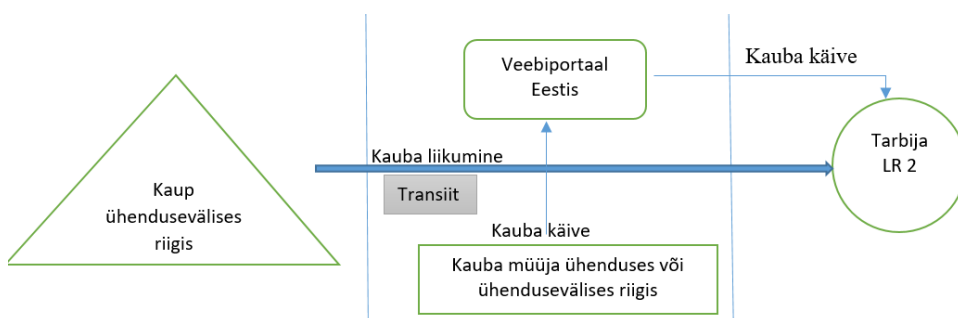 Veebiportaal
Eestis
Kauba käive
Kauba liikumine
Tarbija
LR 2
Kaup
ühendusevälises
riigis
Transiit
Kauba käive
Kauba müüja ühenduses või
ühendusevälises riigis